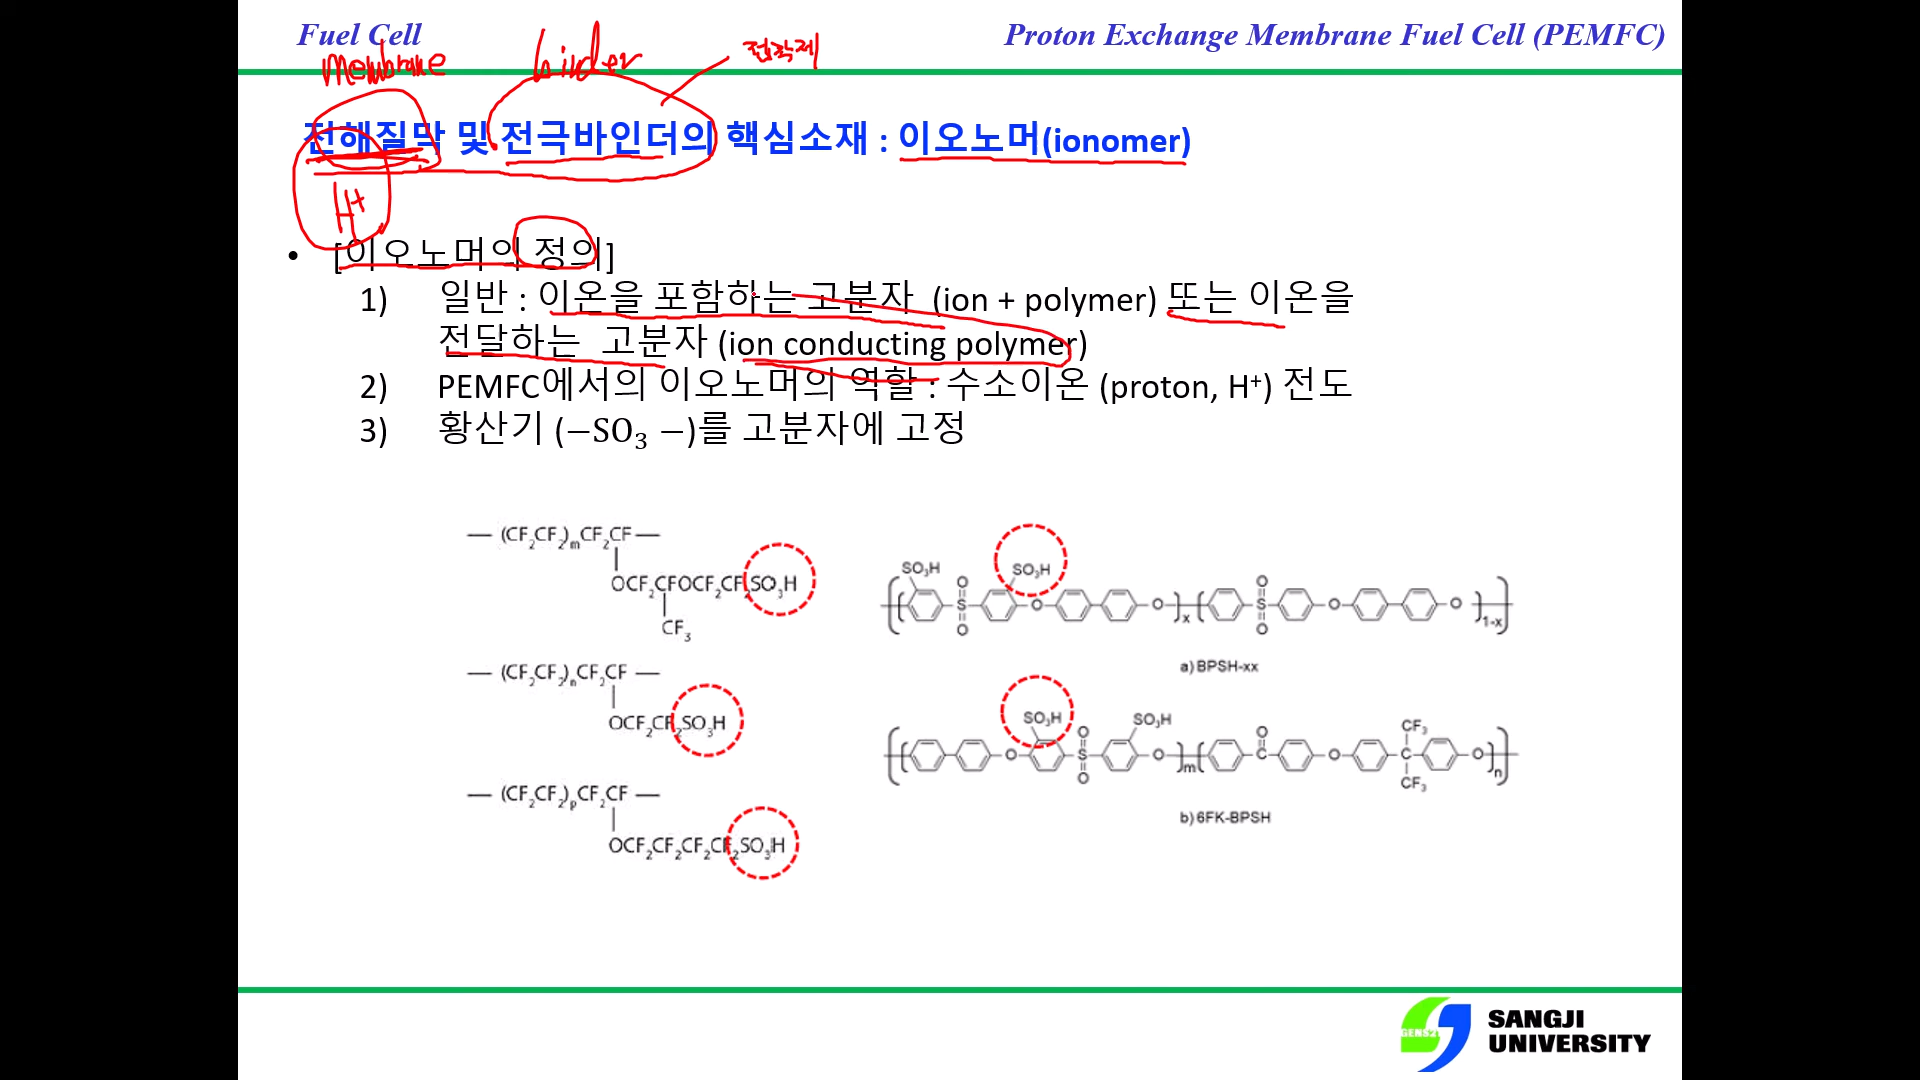 Fuel Cell
Proton Exchange Membrane Fuel Cell (PEMFC)
membrane
binder
접착제
전해질막 및 전극바인더의 핵심소재 : 이오노머(ionomer)
H⁺
• [이오노머의 정의]
1) 일반 : 이온을 포함하는 고분자 (ion + polymer) 또는 이온을
전달하는 고분자 (ion conducting polymer)
2) PEMFC에서의 이오노머의 역할 : 수소이온 (proton, H⁺) 전도
3) 황산기 (−SO₃ −)를 고분자에 고정
— (CF₂CF₂)ₘCF₂CF —
OCF₂CFOCF₂CF₂SO₃H
CF₃
— (CF₂CF₂)ₙCF₂CF —
OCF₂CF₂SO₃H
— (CF₂CF₂)ₚCF₂CF —
OCF₂CF₂CF₂CF₂SO₃H
SO₃H SO₃H
O O
S O O x S O O 1-x
O O
a) BPSH-xx
SO₃H SO₃H CF₃
O O
O S O m C O C O n
O CF₃
b) 6FK-BPSH
GENS21
SANGJI
UNIVERSITY